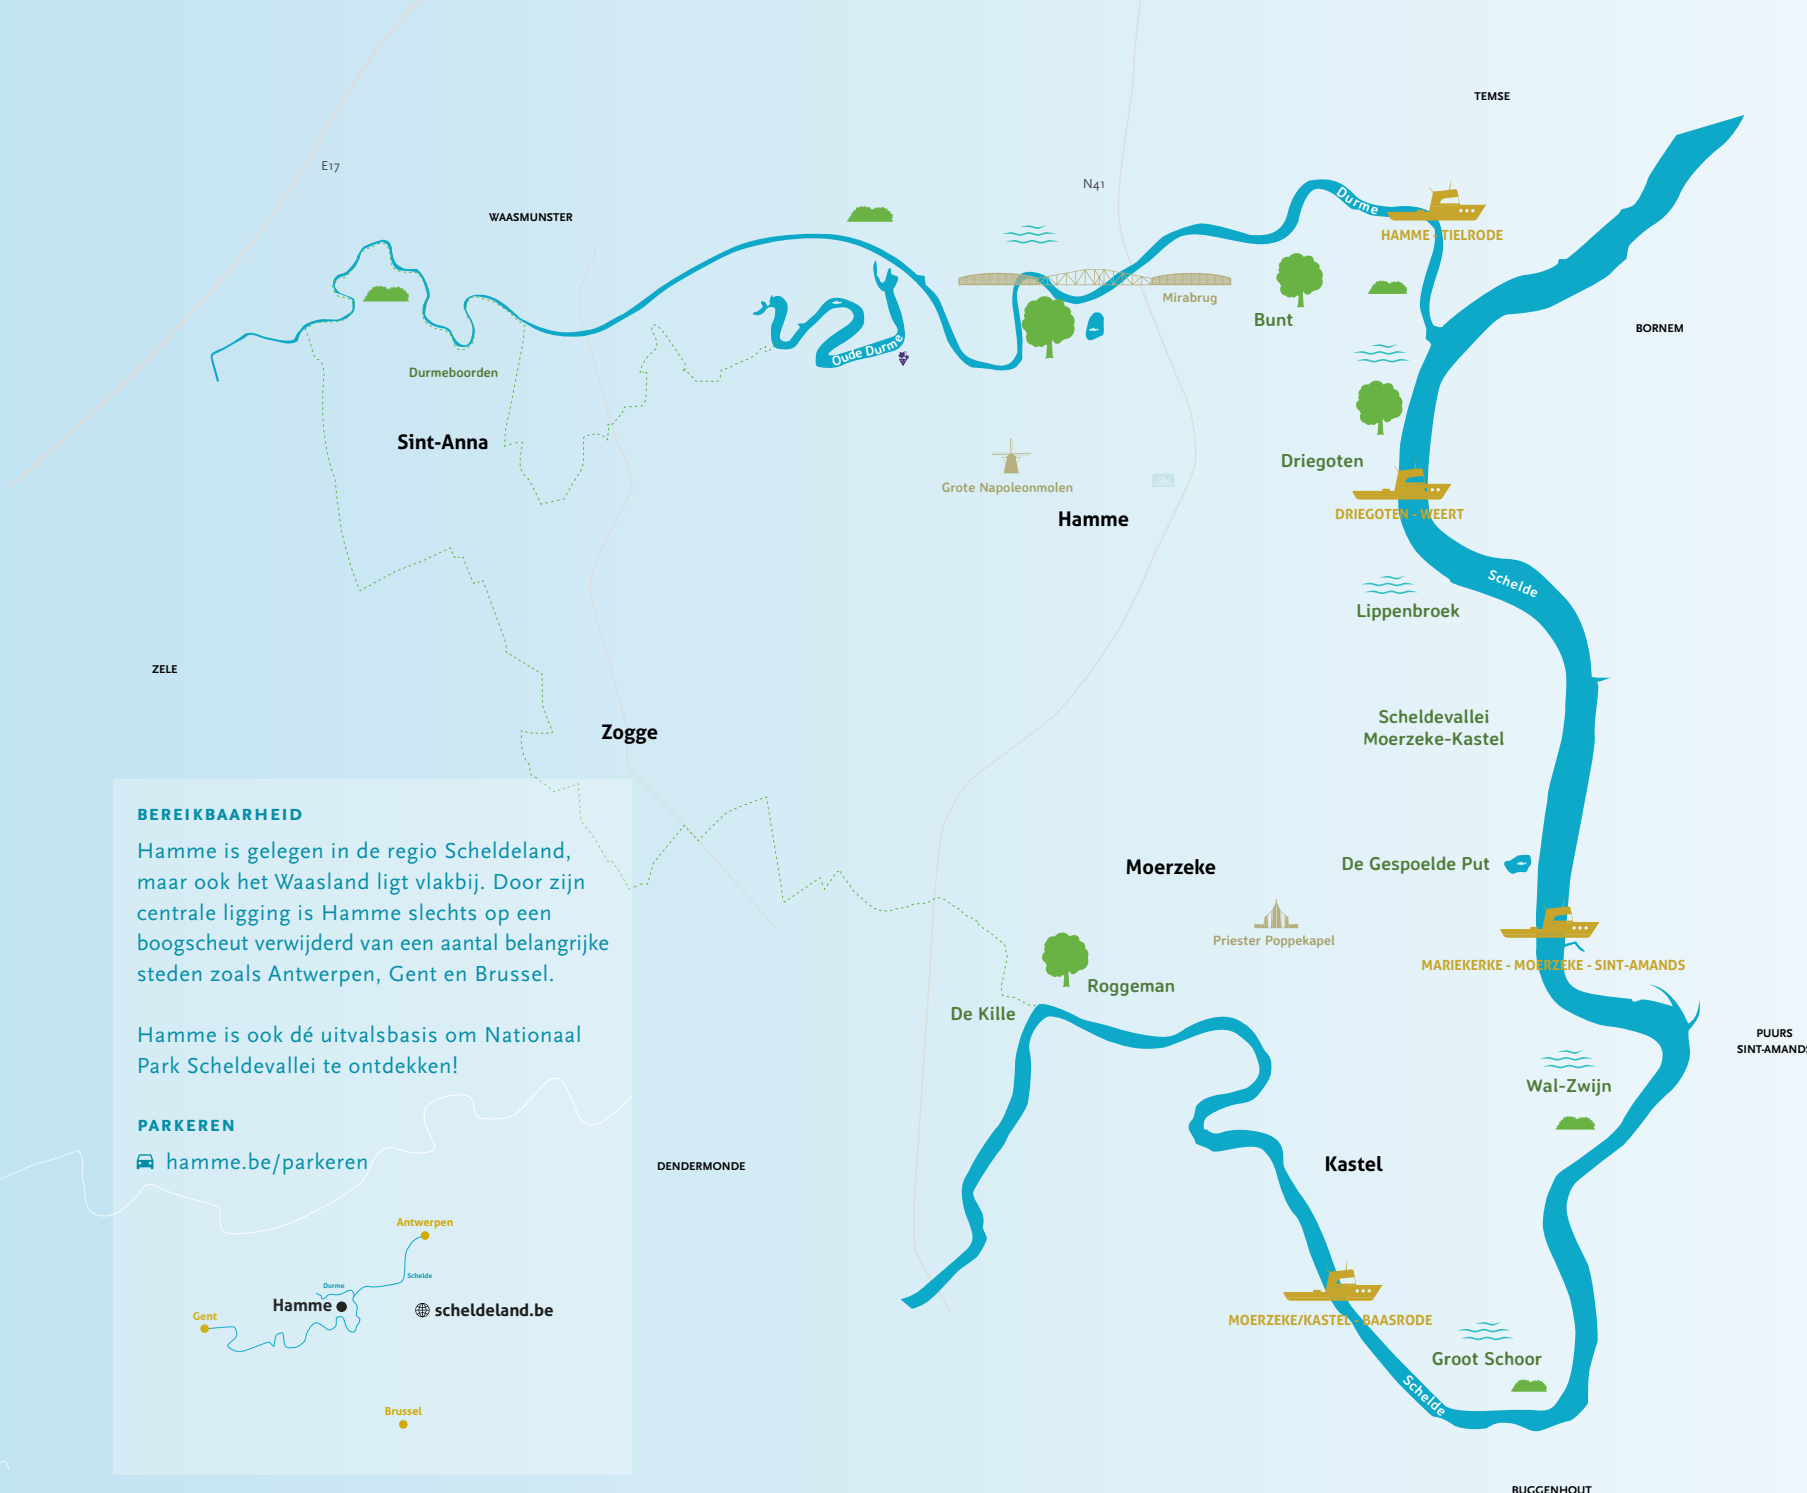 TEMSE
E17
N41
WAASMUNSTER
Durme
HAMME - TIELRODE
Mirabrug
Bunt
BORNEM
Oude Durme
Durmeboorden
Sint-Anna
Driegoten
Grote Napoleonmolen
Hamme
DRIEGOTEN - WEERT
Schelde
Lippenbroek
ZELE
Scheldevallei
Moerzeke-Kastel
Zogge
Moerzeke
De Gespoelde Put
Priester Poppekapel
MARIEKERKE - MOERZEKE - SINT-AMANDS
Roggeman
De Kille
PUURS
SINT-AMANDS
Wal-Zwijn
DENDERMONDE
Kastel
MOERZEKE/KASTEL - BAASRODE
Groot Schoor
Schelde
BUGGENHOUT
BEREIKBAARHEID
Hamme is gelegen in de regio Scheldeland,
maar ook het Waasland ligt vlakbij. Door zijn
centrale ligging is Hamme slechts op een
boogscheut verwijderd van een aantal belangrijke
steden zoals Antwerpen, Gent en Brussel.
Hamme is ook dé uitvalsbasis om Nationaal
Park Scheldevallei te ontdekken!
PARKEREN
hamme.be/parkeren
Antwerpen
Schelde
Durme
Hamme
scheldeland.be
Gent
Brussel